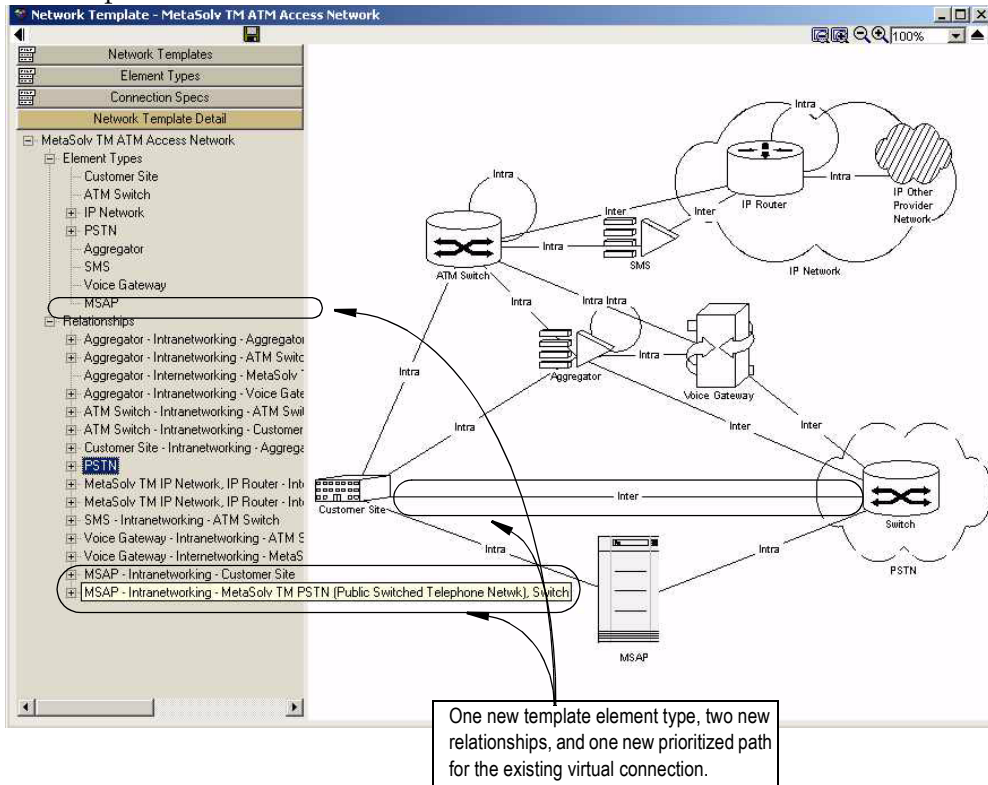 Network Template - MetaSolv TM ATM Access Network
100%
Network Templates
Element Types
Connection Specs
Network Template Detail
MetaSolv TM ATM Access Network
Element Types
Customer Site
ATM Switch
IP Network
PSTN
Aggregator
SMS
Voice Gateway
MSAP
Relationships
Aggregator - Intranetworking - Aggregator
Aggregator - Intranetworking - ATM Switc
Aggregator - Internetworking - MetaSolv
Aggregator - Intranetworking - Voice Gate
ATM Switch - Intranetworking - ATM Swit
ATM Switch - Intranetworking - Customer
Customer Site - Intranetworking - Aggrega
PSTN
MetaSolv TM IP Network, IP Router - Int
MetaSolv TM IP Network, IP Router - Int
SMS - Intranetworking - ATM Switch
Voice Gateway - Intranetworking - ATM S
Voice Gateway - Internetworking - MetaS
MSAP - Intranetworking - Customer Site
MSAP - Intranetworking - MetaSolv TM PSTN (Public Switched Telephone Netwk), Switch
Intra
Intra
Intra
IP Router
IP Other
Provider
Network
Inter
Inter
Intra
SMS
IP Network
ATM Switch
Intra
Intra Intra
Intra
Aggregator
Voice Gateway
Intra
Intra
Inter
Inter
Customer Site
Inter
Switch
Intra
Intra
PSTN
MSAP
One new template element type, two new
relationships, and one new prioritized path
for the existing virtual connection.